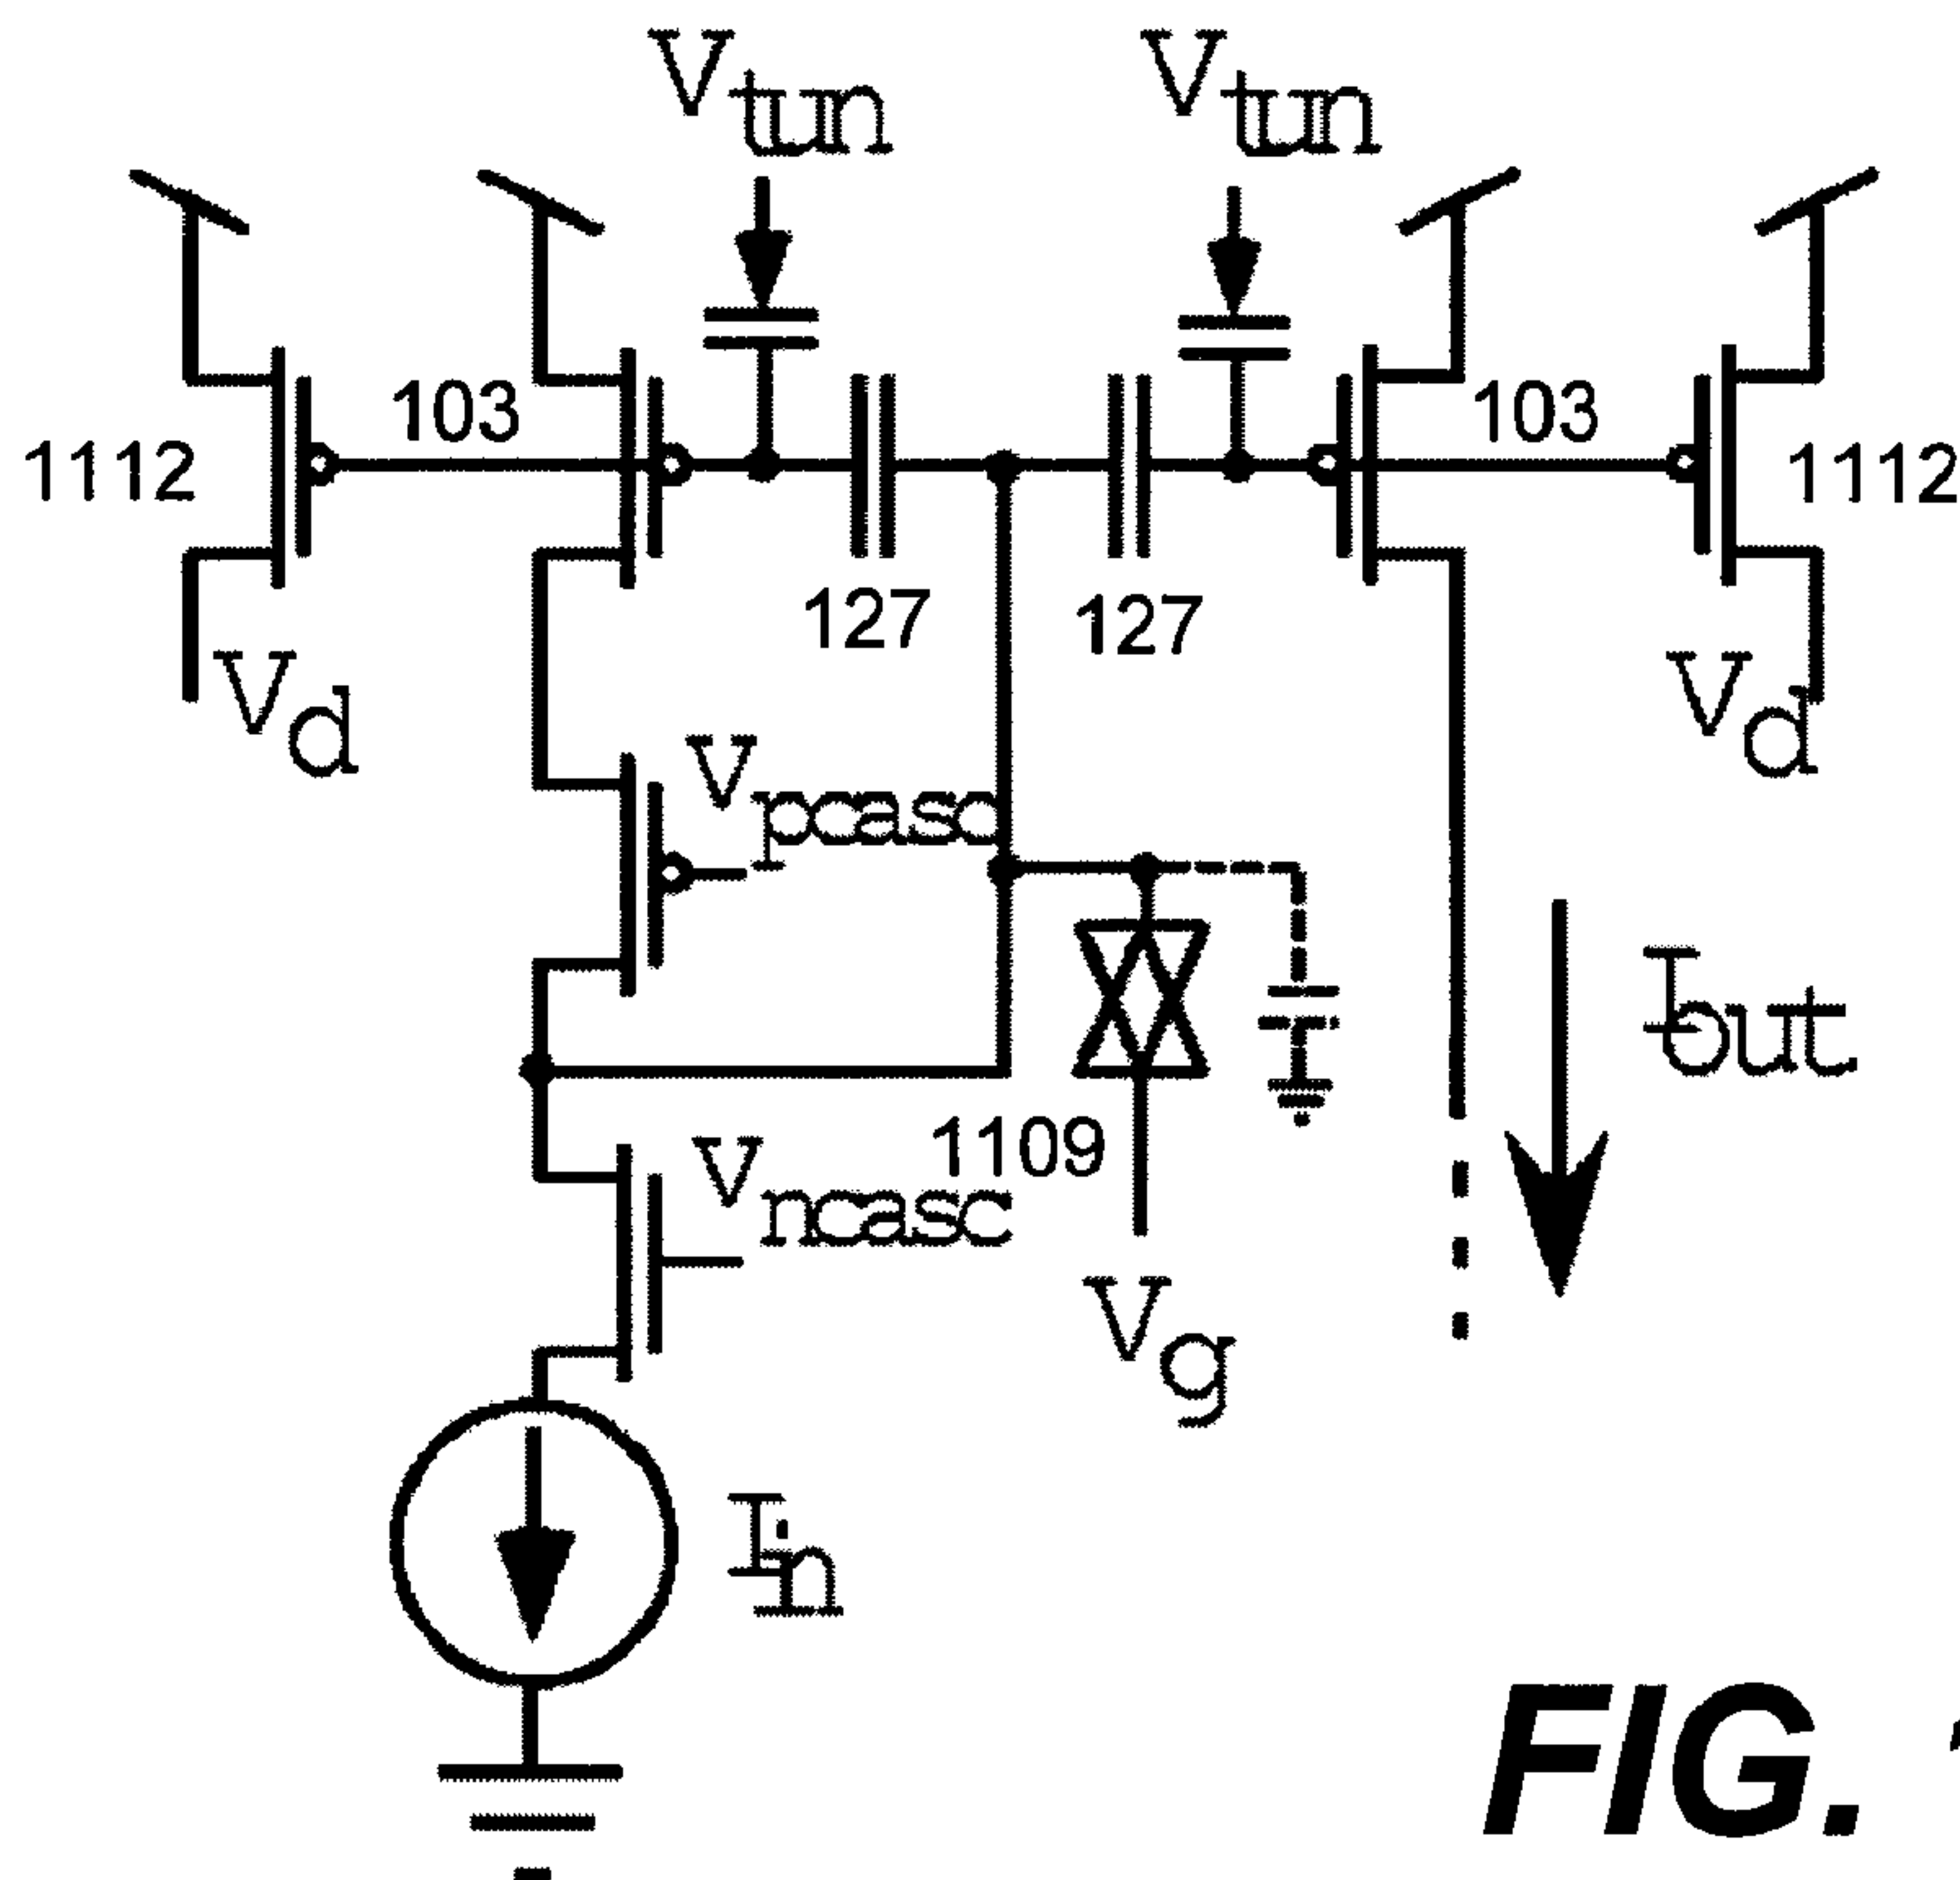 Vtun
Vtun
1112
103
103
1112
127
127
Vd
Vd
Vpcasc
Iout
1109
Vncasc
Vg
Iin
FIG.